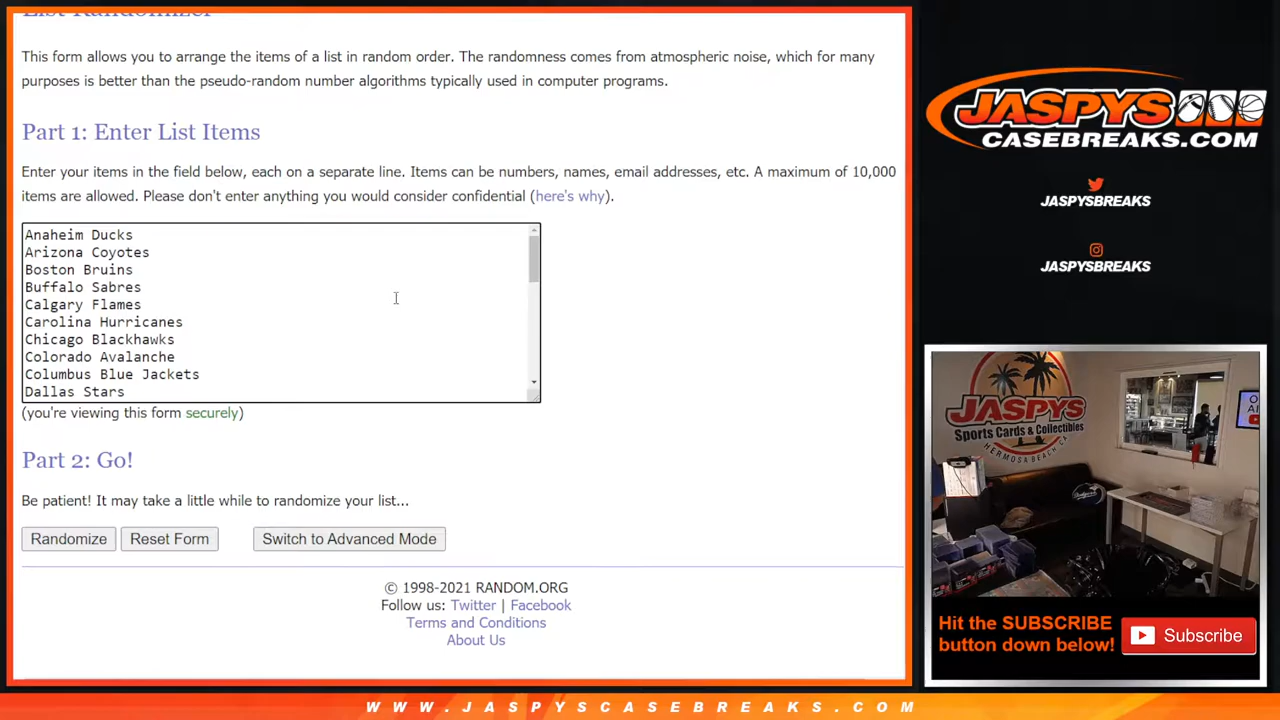 List Randomizer
This form allows you to arrange the items of a list in random order. The randomness comes from atmospheric noise, which for many
purposes is better than the pseudo-random number algorithms typically used in computer programs.
Part 1: Enter List Items
Enter your items in the field below, each on a separate line. Items can be numbers, names, email addresses, etc. A maximum of 10,000
items are allowed. Please don't enter anything you would consider confidential (here's why).
Anaheim Ducks
Arizona Coyotes
Boston Bruins
Buffalo Sabres
Calgary Flames
Carolina Hurricanes
Chicago Blackhawks
Colorado Avalanche
Columbus Blue Jackets
Dallas Stars
(you're viewing this form securely)
Part 2: Go!
Be patient! It may take a little while to randomize your list...
Randomize Reset Form Switch to Advanced Mode
© 1998-2021 RANDOM.ORG
Follow us: Twitter | Facebook
Terms and Conditions
About Us
JASPYS
CASEBREAKS.COM
JASPYSBREAKS
JASPYSBREAKS
JASPYS
Sports Cards & Collectibles
HERMOSA BEACH, CA
Hit the SUBSCRIBE
button down below!
Subscribe
WWW.JASPYSCASEBREAKS.COM